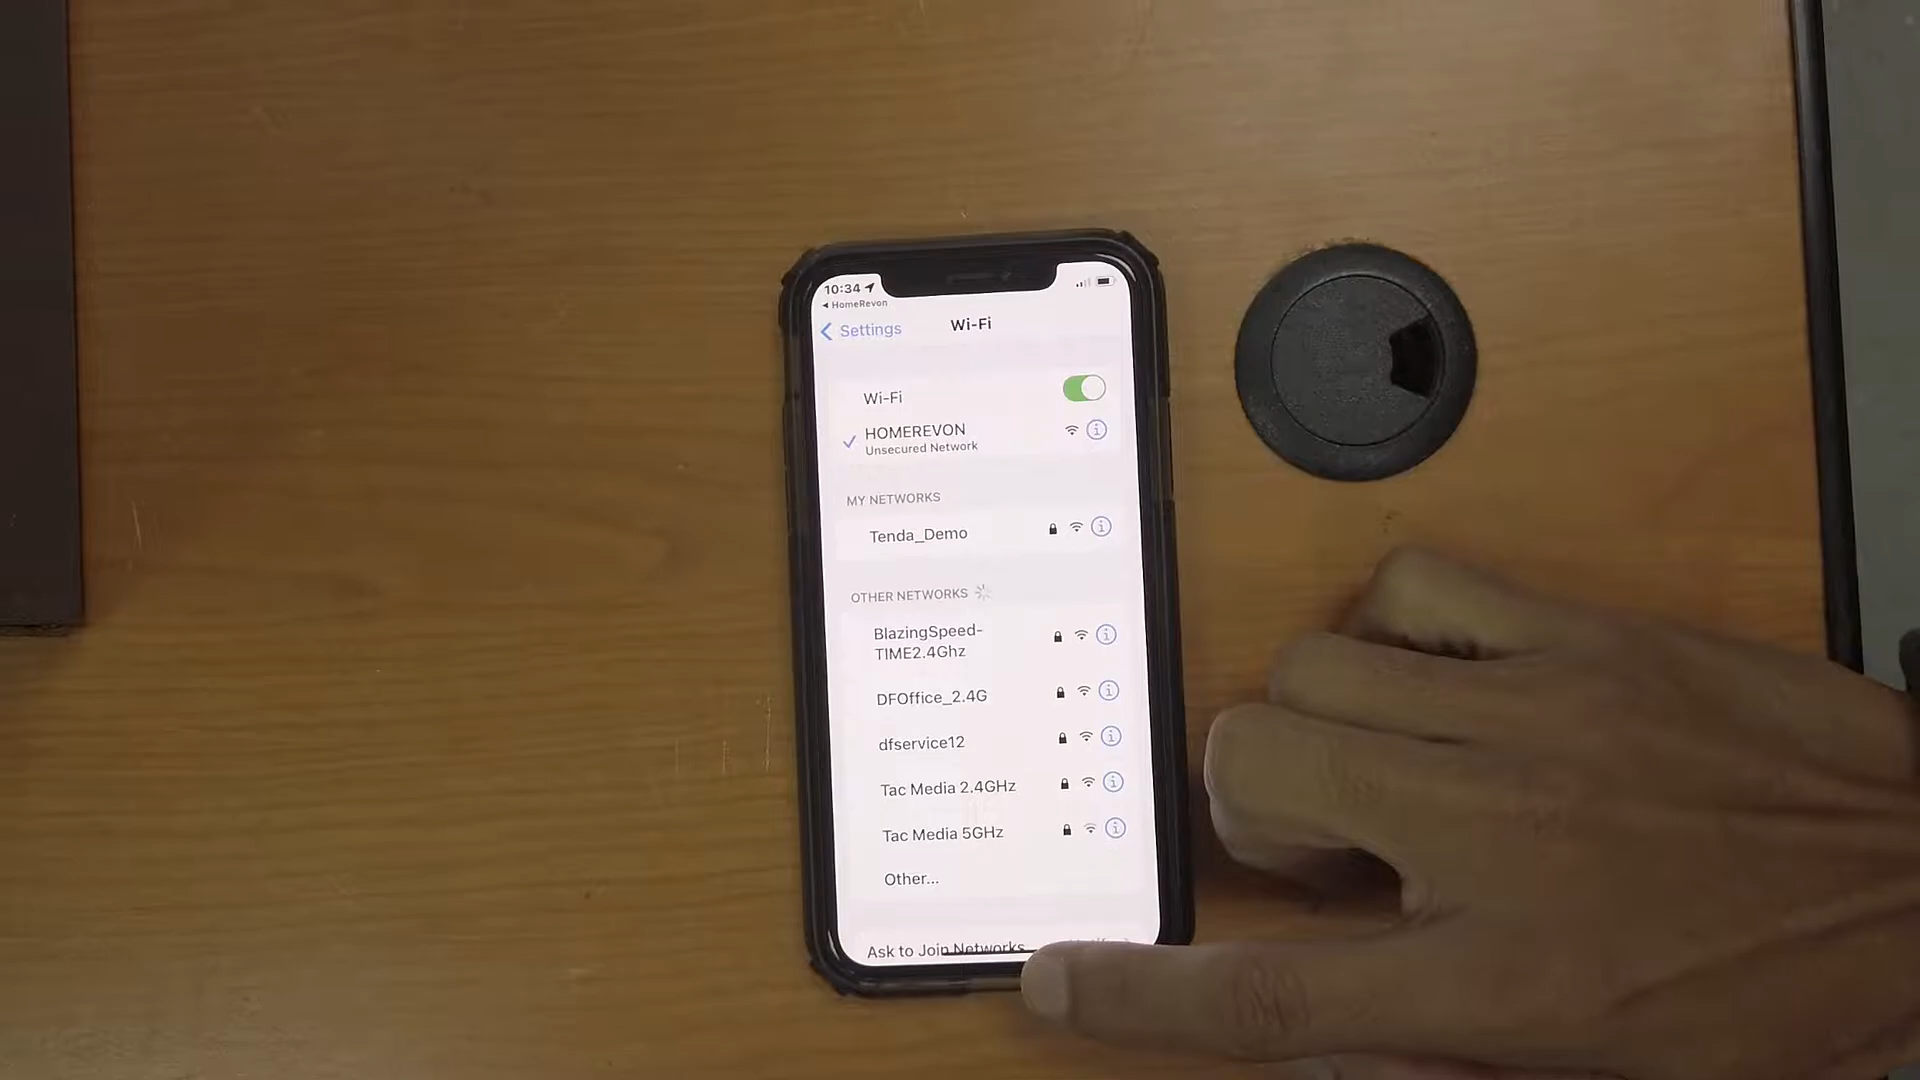 10:34
HomeRevon
Settings
Wi-Fi
Wi-Fi
HOMEREVON
Unsecured Network
MY NETWORKS
Tenda_Demo
OTHER NETWORKS
BlazingSpeed-
TIME2.4Ghz
DFOffice_2.4G
dfservice12
Tac Media 2.4GHz
Tac Media 5GHz
Other...
Ask to Join Networks